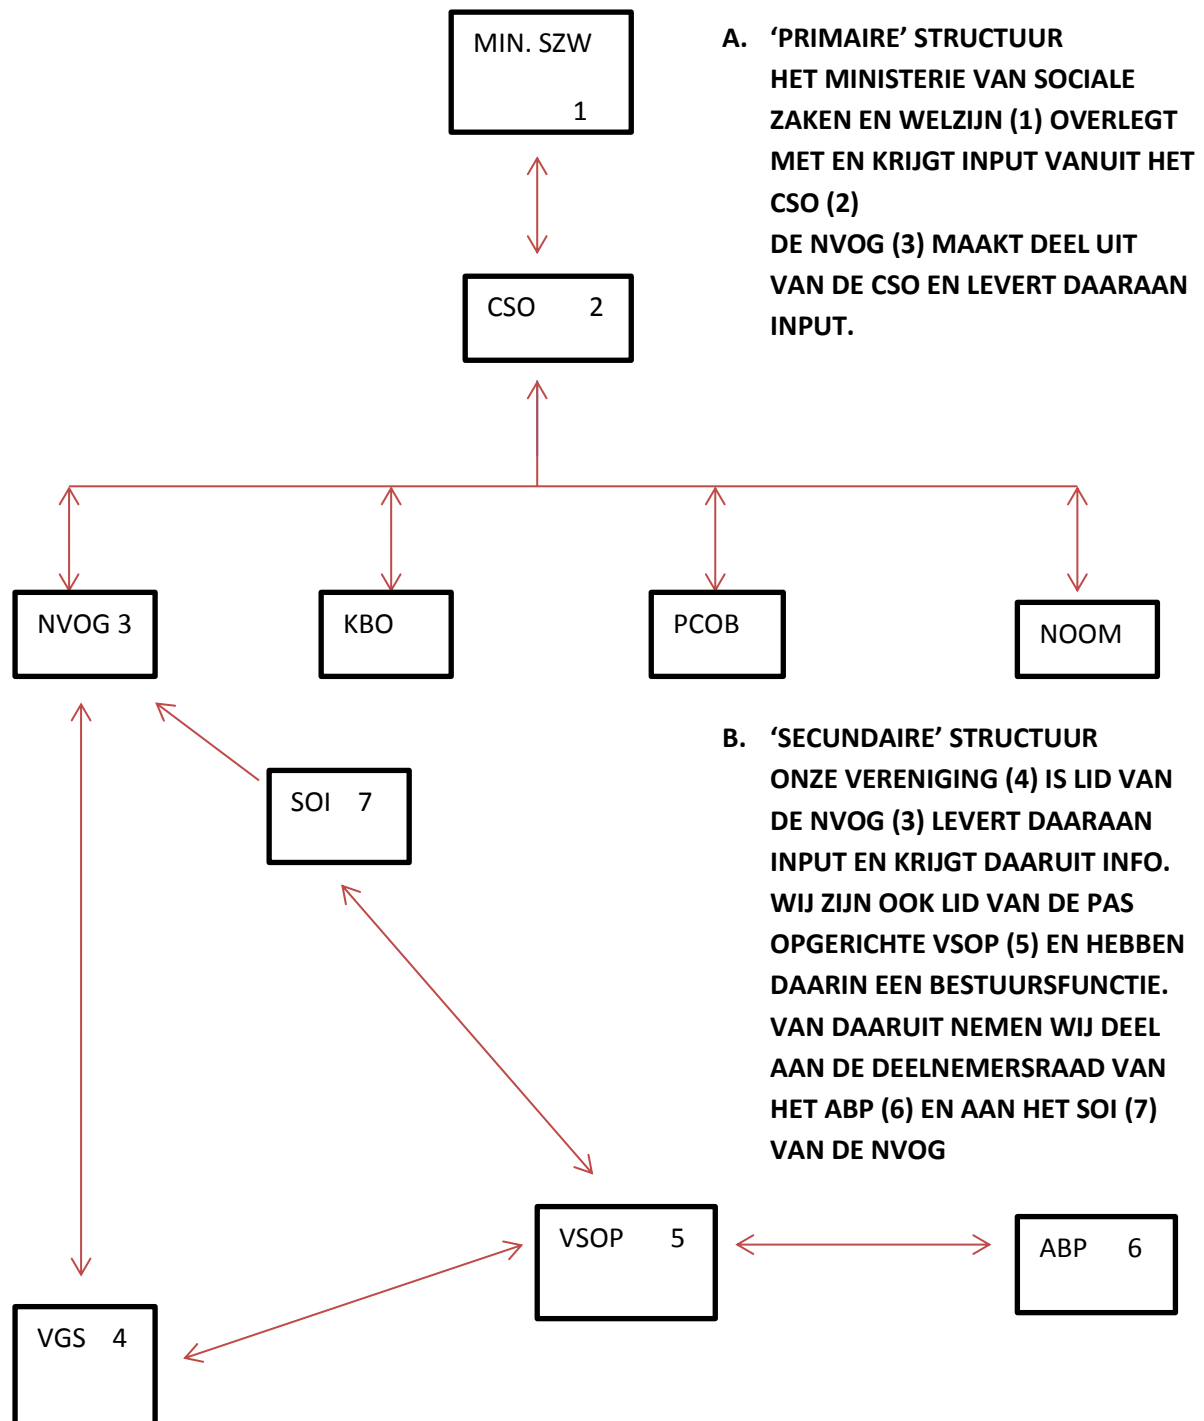 MIN. SZW
1
A. ‘PRIMAIRE’ STRUCTUUR
HET MINISTERIE VAN SOCIALE
ZAKEN EN WELZIJN (1) OVERLEGT
MET EN KRIJGT INPUT VANUIT HET
CSO (2)
DE NVOG (3) MAAKT DEEL UIT
VAN DE CSO EN LEVERT DAARAAN
INPUT.
CSO 2
NVOG 3
KBO
PCOB
NOOM
B. ‘SECUNDAIRE’ STRUCTUUR
ONZE VERENIGING (4) IS LID VAN
DE NVOG (3) LEVERT DAARAAN
INPUT EN KRIJGT DAARUIT INFO.
WIJ ZIJN OOK LID VAN DE PAS
OPGERICHTE VSOP (5) EN HEBBEN
DAARIN EEN BESTUURSFUNCTIE.
VAN DAARUIT NEMEN WIJ DEEL
AAN DE DEELNEMERSRAAD VAN
HET ABP (6) EN AAN HET SOI (7)
VAN DE NVOG
SOI 7
VSOP 5
ABP 6
VGS 4